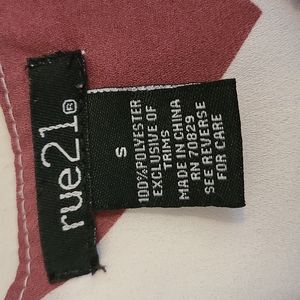 rue21®
S
100%POLYESTER
EXCLUSIVE OF
TRIMS
MADE IN CHINA
RN 70829
SEE REVERSE
FOR CARE